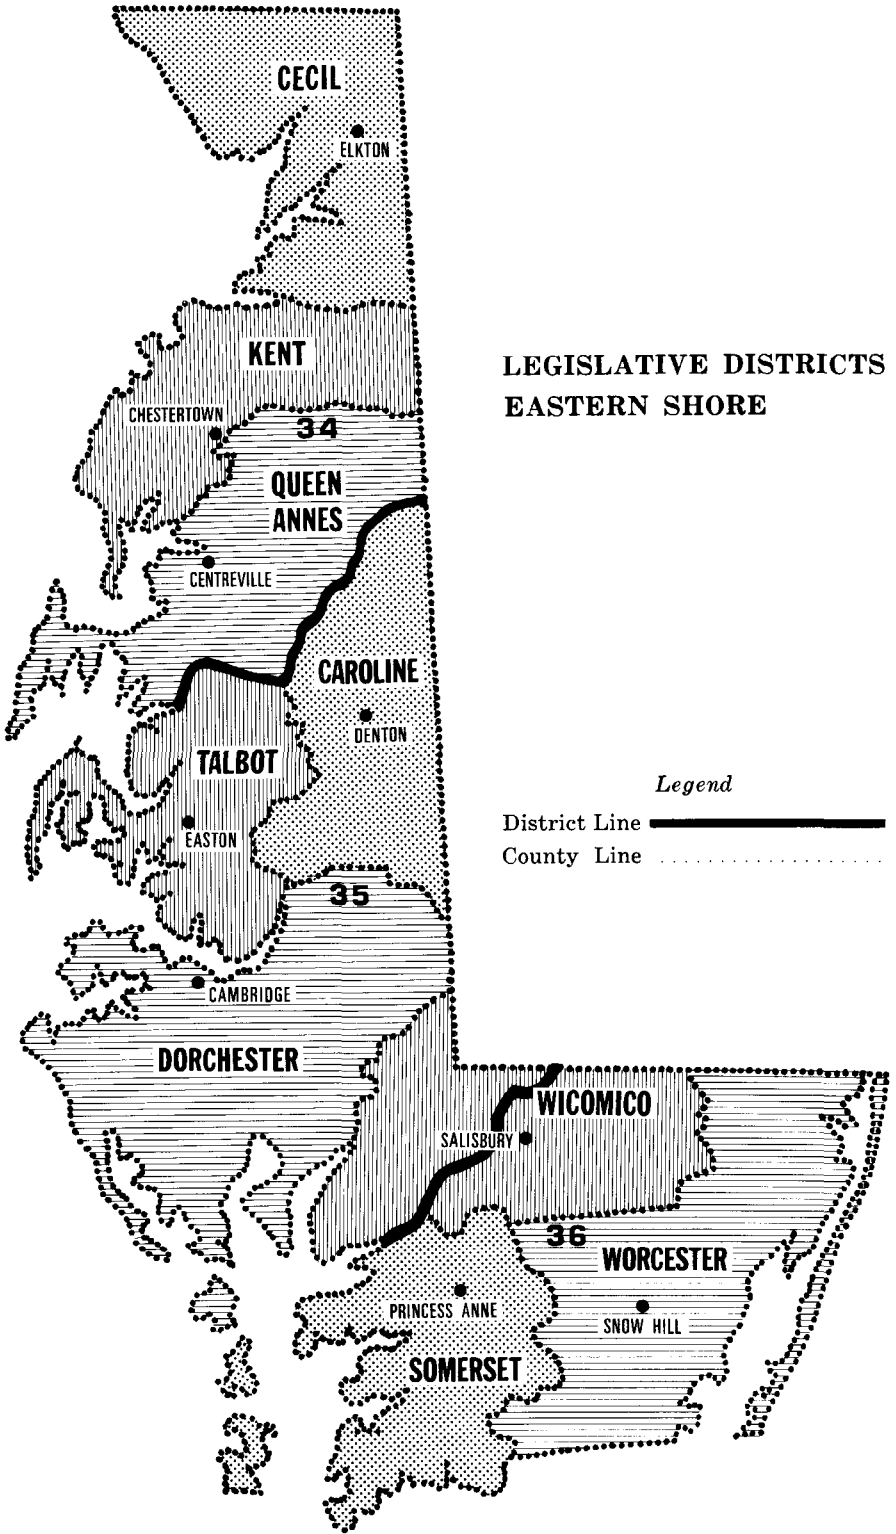 CECIL
ELKTON
KENT
LEGISLATIVE DISTRICTS
EASTERN SHORE
CHESTERTOWN
34
QUEEN
ANNES
CENTREVILLE
CAROLINE
DENTON
TALBOT
EASTON
Legend
District Line
County Line
35
CAMBRIDGE
DORCHESTER
WICOMICO
SALISBURY
36
WORCESTER
PRINCESS ANNE
SNOW HILL
SOMERSET